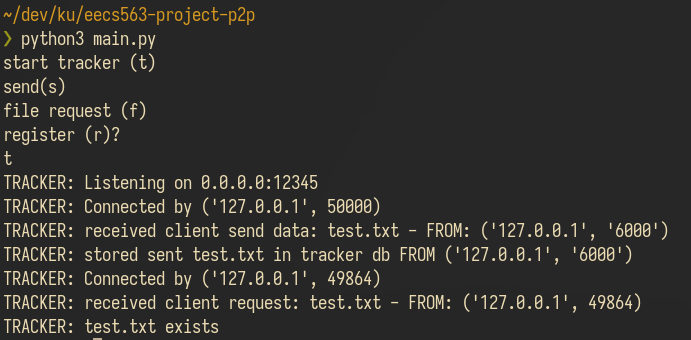 ~/dev/ku/eecs563-project-p2p
❯ python3 main.py
start tracker (t)
send(s)
file request (f)
register (r)?
t
TRACKER: Listening on 0.0.0.0:12345
TRACKER: Connected by ('127.0.0.1', 50000)
TRACKER: received client send data: test.txt - FROM: ('127.0.0.1', '6000')
TRACKER: stored sent test.txt in tracker db FROM ('127.0.0.1', '6000')
TRACKER: Connected by ('127.0.0.1', 49864)
TRACKER: received client request: test.txt - FROM: ('127.0.0.1', 49864)
TRACKER: test.txt exists